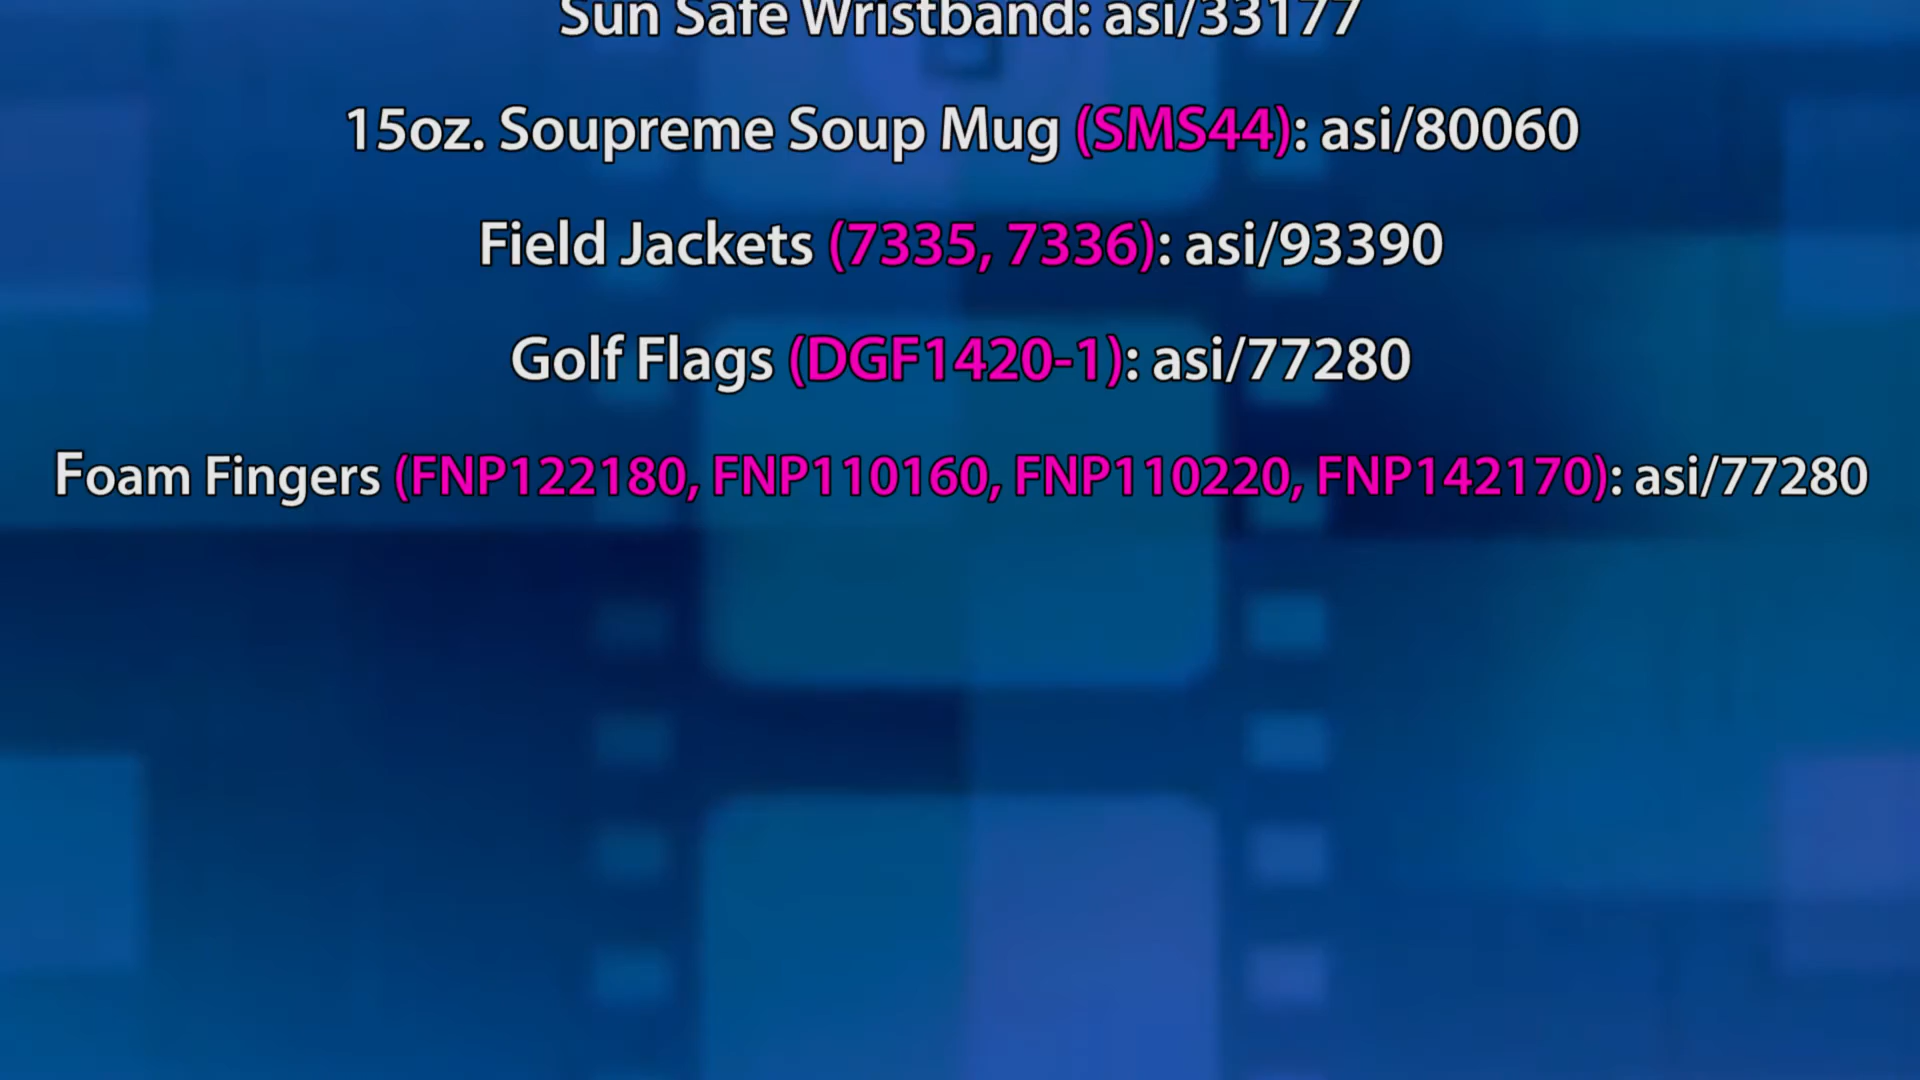 Sun Safe Wristband: asi/33177
15oz. Soupreme Soup Mug (SMS44): asi/80060
Field Jackets (7335, 7336): asi/93390
Golf Flags (DGF1420-1): asi/77280
Foam Fingers (FNP122180, FNP110160, FNP110220, FNP142170): asi/77280